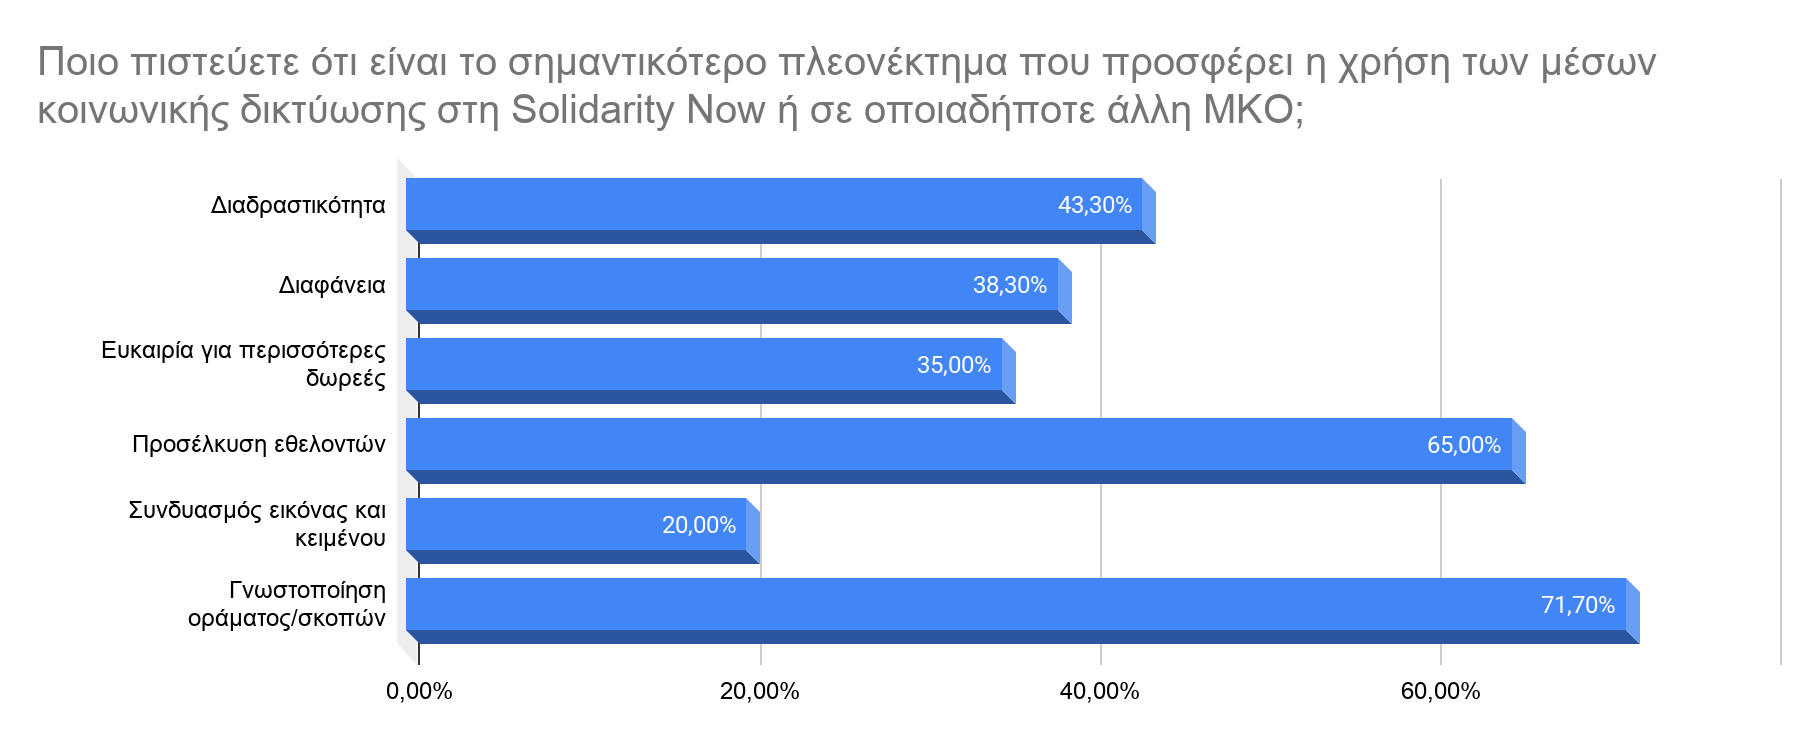 Ποιο πιστεύετε ότι είναι το σημαντικότερο πλεονέκτημα που προσφέρει η χρήση των μέσων
κοινωνικής δικτύωσης στη Solidarity Now ή σε οποιαδήποτε άλλη ΜΚΟ;
Διαδραστικότητα
43,30%
Διαφάνεια
38,30%
Ευκαιρία για περισσότερες
δωρεές
35,00%
Προσέλκυση εθελοντών
65,00%
Συνδυασμός εικόνας και
κειμένου
20,00%
Γνωστοποίηση
οράματος/σκοπών
71,70%
0,00%
20,00%
40,00%
60,00%